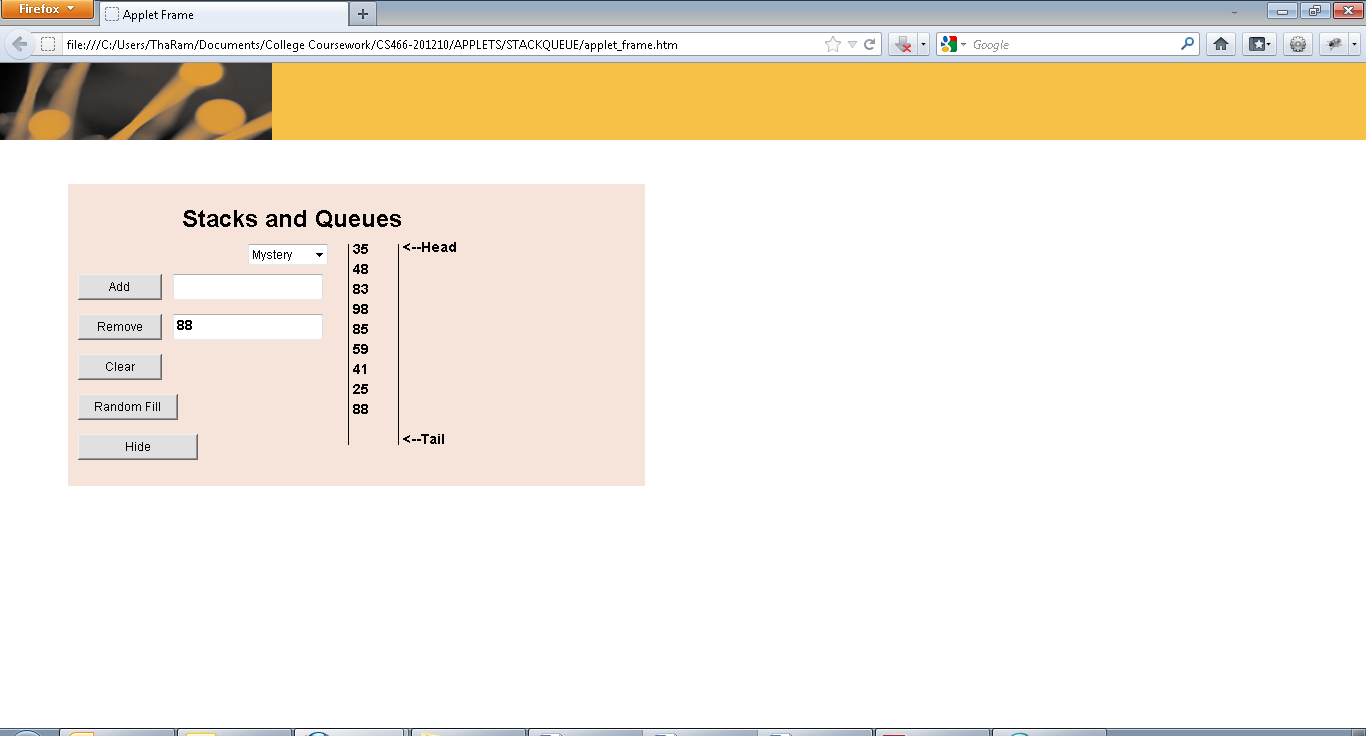 Firefox
Applet Frame
file:///C:/Users/ThaRam/Documents/College Coursework/CS466-201210/APPLETS/STACKQUEUE/applet_frame.htm
Google
Stacks and Queues
Mystery
35 <--Head
48
Add
83
98
Remove 88
85
59
Clear
41
25
Random Fill
88
Hide
<--Tail